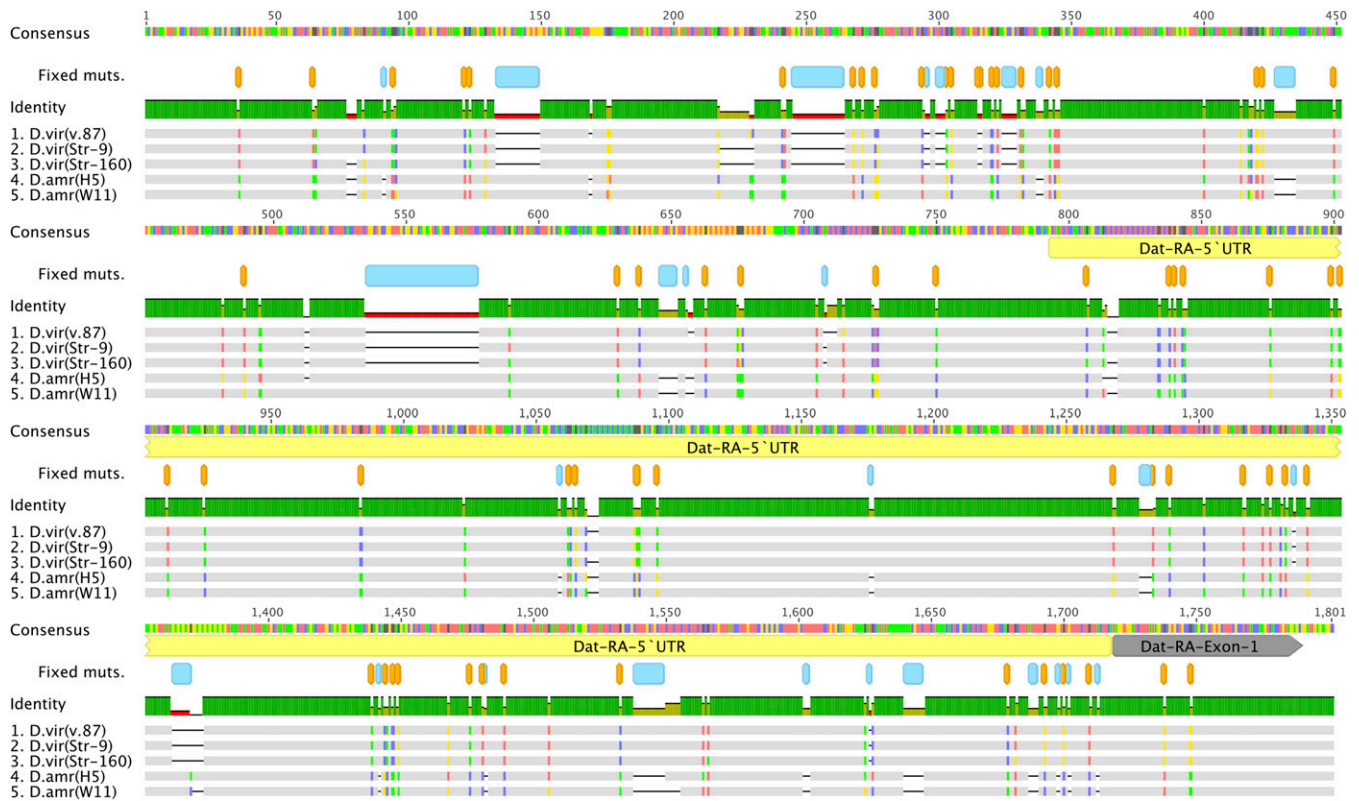 1 50 100 150 200 250 300 350 400 450
Consensus
Fixed muts.
Identity
1. D.vir(v.87)
2. D.vir(Str-9)
3. D.vir(Str-160)
4. D.amr(H5)
5. D.amr(W11)
500 550 600 650 700 750 800 850 900
Consensus
Dat-RA-5`UTR
Fixed muts.
Identity
1. D.vir(v.87)
2. D.vir(Str-9)
3. D.vir(Str-160)
4. D.amr(H5)
5. D.amr(W11)
950 1,000 1,050 1,100 1,150 1,200 1,250 1,300 1,350
Consensus
Dat-RA-5`UTR
Fixed muts.
Identity
1. D.vir(v.87)
2. D.vir(Str-9)
3. D.vir(Str-160)
4. D.amr(H5)
5. D.amr(W11)
1,400 1,450 1,500 1,550 1,600 1,650 1,700 1,750 1,801
Consensus
Dat-RA-5`UTR Dat-RA-Exon-1
Fixed muts.
Identity
1. D.vir(v.87)
2. D.vir(Str-9)
3. D.vir(Str-160)
4. D.amr(H5)
5. D.amr(W11)